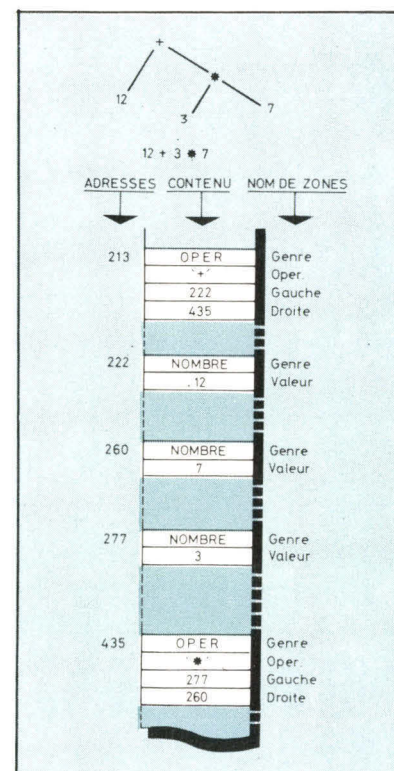 +
12 *
3 7
12 + 3 * 7
ADRESSES CONTENU NOM DE ZONES
213 OPER Genre
"+" Oper.
222 Gauche
435 Droite
222 NOMBRE Genre
.12 Valeur
260 NOMBRE Genre
7 Valeur
277 NOMBRE Genre
3 Valeur
435 OPER Genre
"*" Oper.
277 Gauche
260 Droite